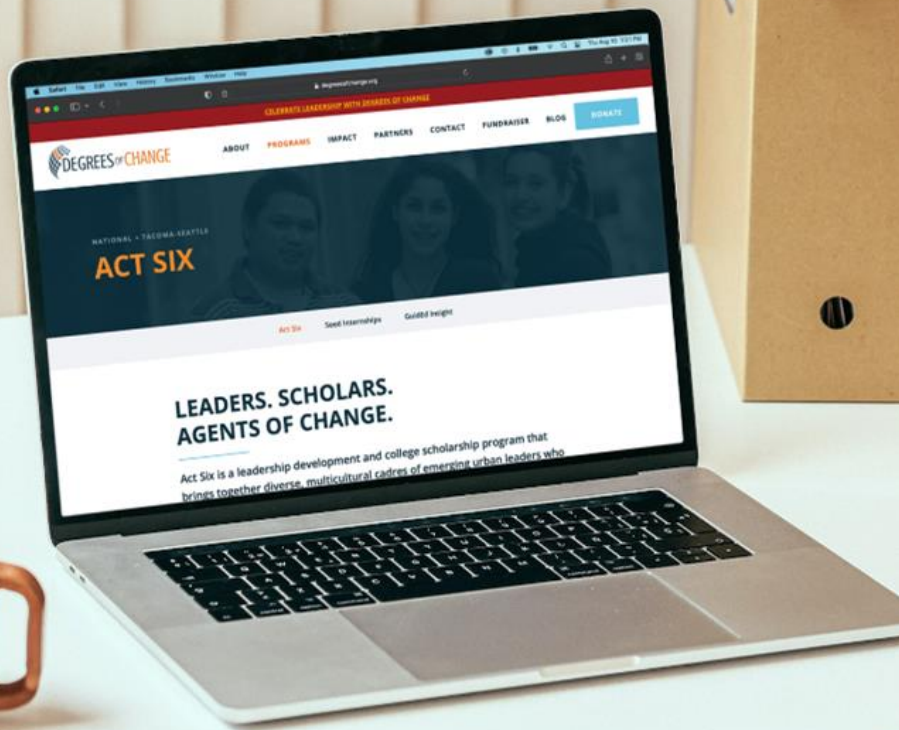 Safari File Edit View History Bookmarks Window Help
degreesofchange.org
CELEBRATE LEADERSHIP WITH DEGREES OF CHANGE
DEGREES OF CHANGE
ABOUT PROGRAMS IMPACT PARTNERS CONTACT FUNDRAISER BLOG DONATE
NATIONAL • TACOMA-SEATTLE
ACT SIX
Act Six Seed Internships GuidEd Insight
LEADERS. SCHOLARS.
AGENTS OF CHANGE.
Act Six is a leadership development and college scholarship program that
brings together diverse, multicultural cadres of emerging urban leaders who